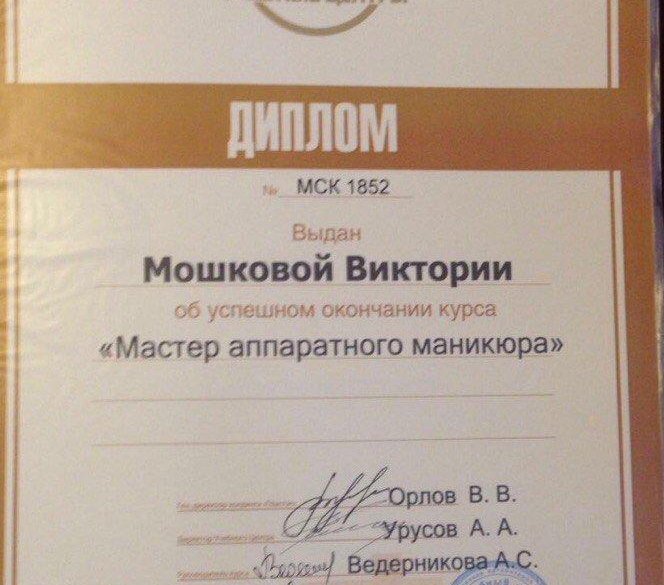 ДИПЛОМ
№ МСК 1852
Выдан
Мошковой Виктории
об успешном окончании курса
«Мастер аппаратного маникюра»
Орлов В. В.
Урусов А. А.
Ведерникова А.С.